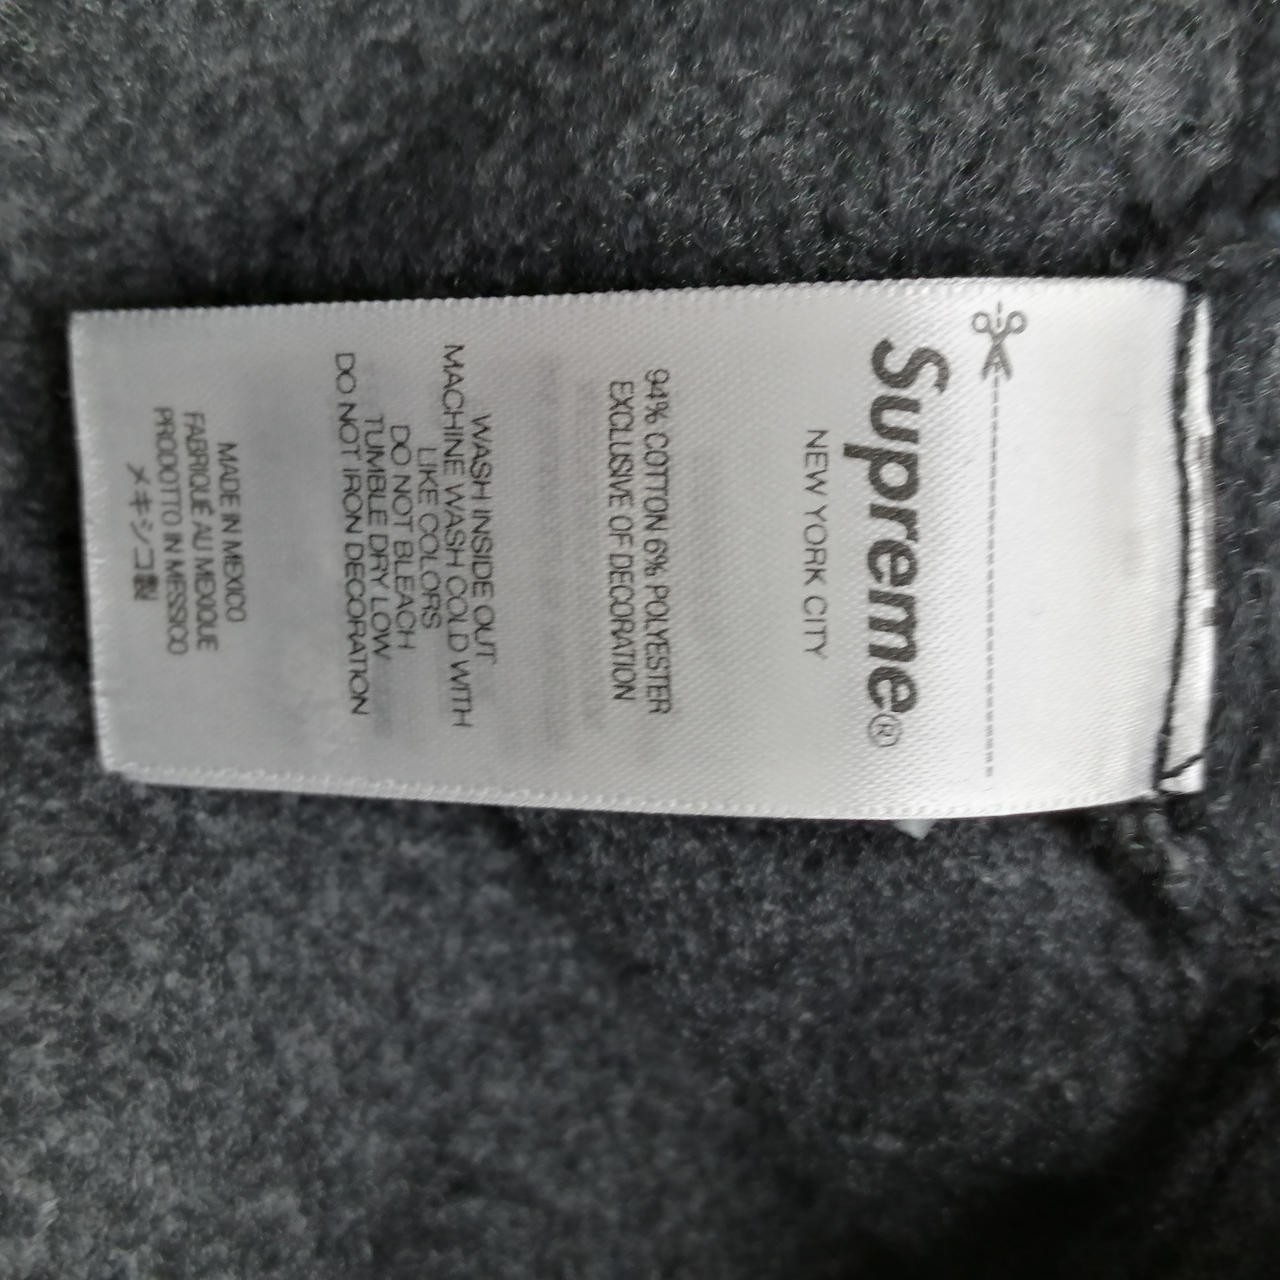 Supreme®
NEW YORK CITY
94% COTTON 6% POLYESTER
EXCLUSIVE OF DECORATION
WASH INSIDE OUT
MACHINE WASH COLD WITH
LIKE COLORS
DO NOT BLEACH
TUMBLE DRY LOW
DO NOT IRON DECORATION
MADE IN MEXICO
FABRIQUÉ AU MEXIQUE
PRODOTTO IN MESSICO
メキシコ製